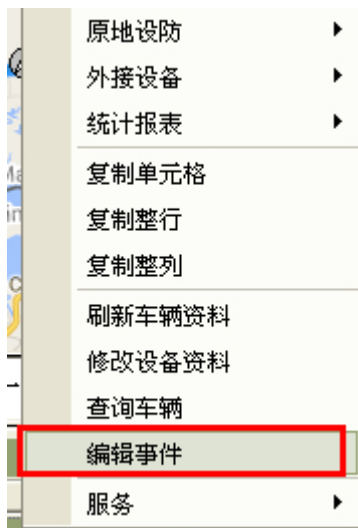 原地设防
外接设备
统计报表
复制单元格
复制整行
复制整列
刷新车辆资料
修改设备资料
查询车辆
编辑事件
服务